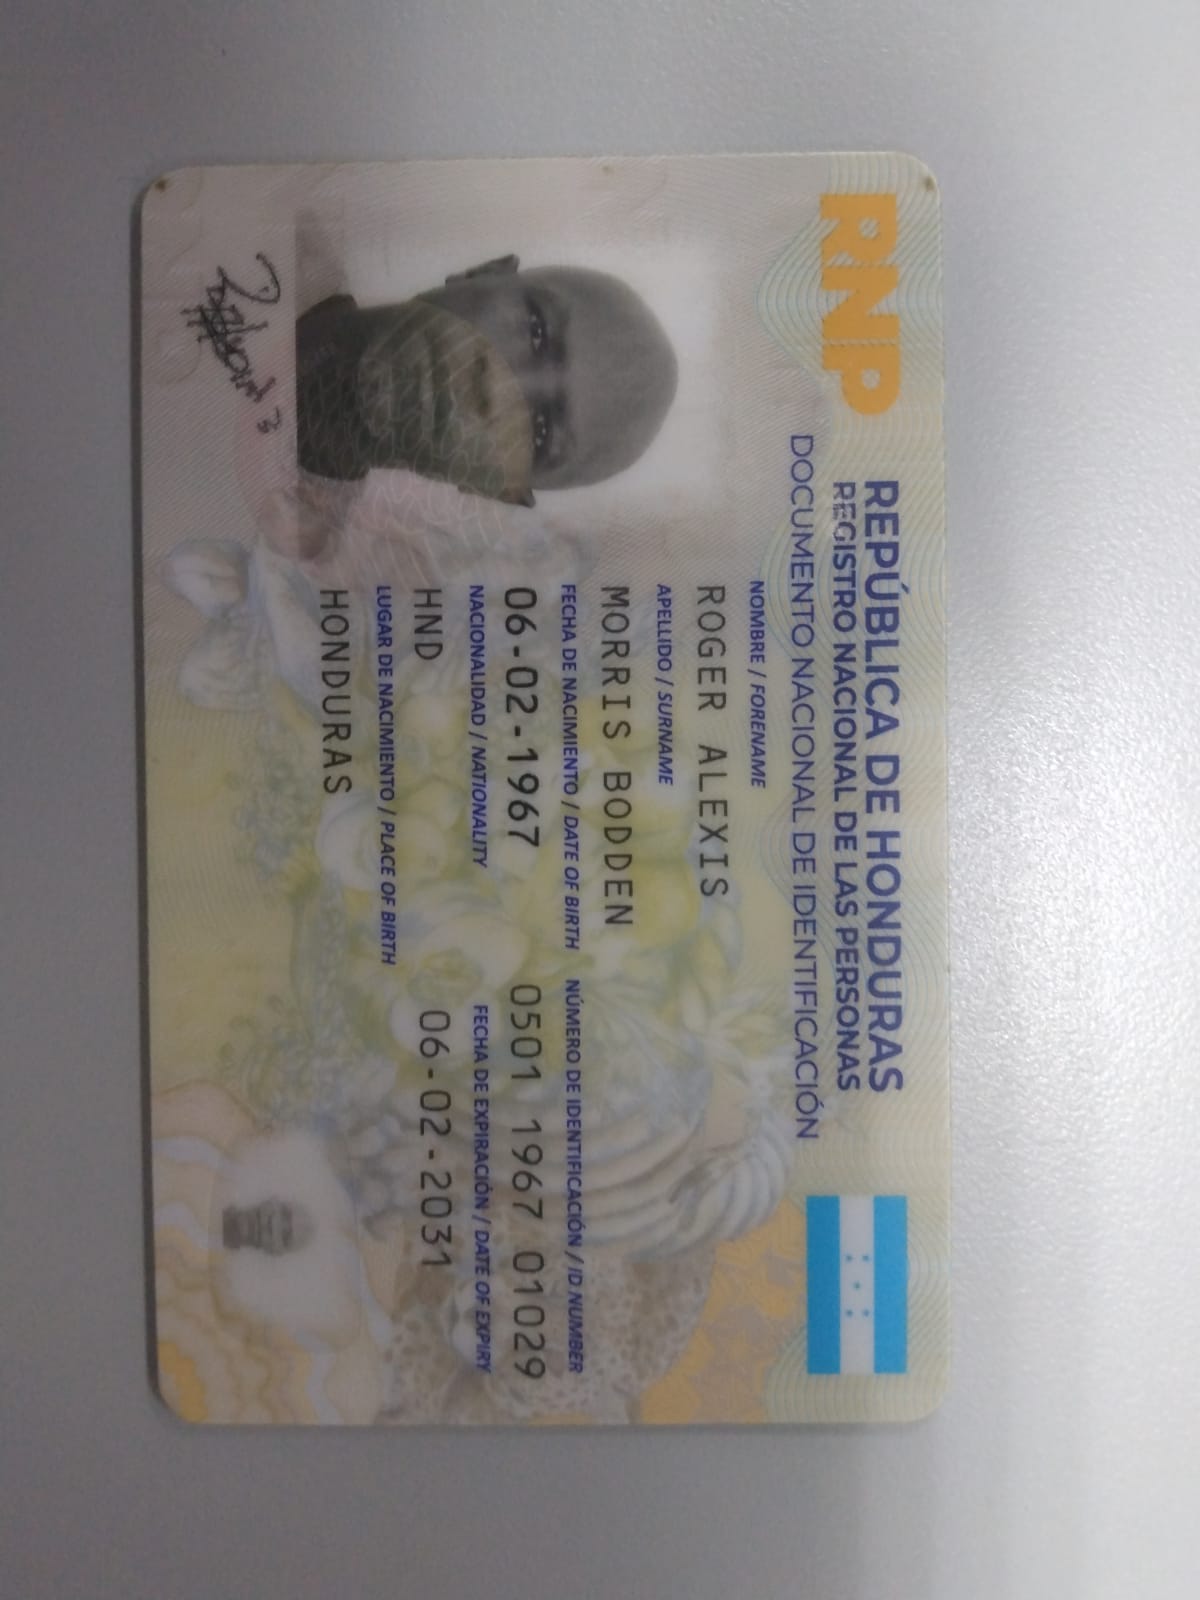 RNP
REPÚBLICA DE HONDURAS
REGISTRO NACIONAL DE LAS PERSONAS
DOCUMENTO NACIONAL DE IDENTIFICACIÓN
NOMBRE / FORENAME
ROGER ALEXIS
APELLIDO / SURNAME
MORRIS BODDEN
FECHA DE NACIMIENTO / DATE OF BIRTH NÚMERO DE IDENTIFICACIÓN / ID NUMBER
06-02-1967 0501 1967 01029
NACIONALIDAD / NATIONALITY FECHA DE EXPIRACIÓN / DATE OF EXPIRY
HND 06-02-2031
LUGAR DE NACIMIENTO / PLACE OF BIRTH
HONDURAS